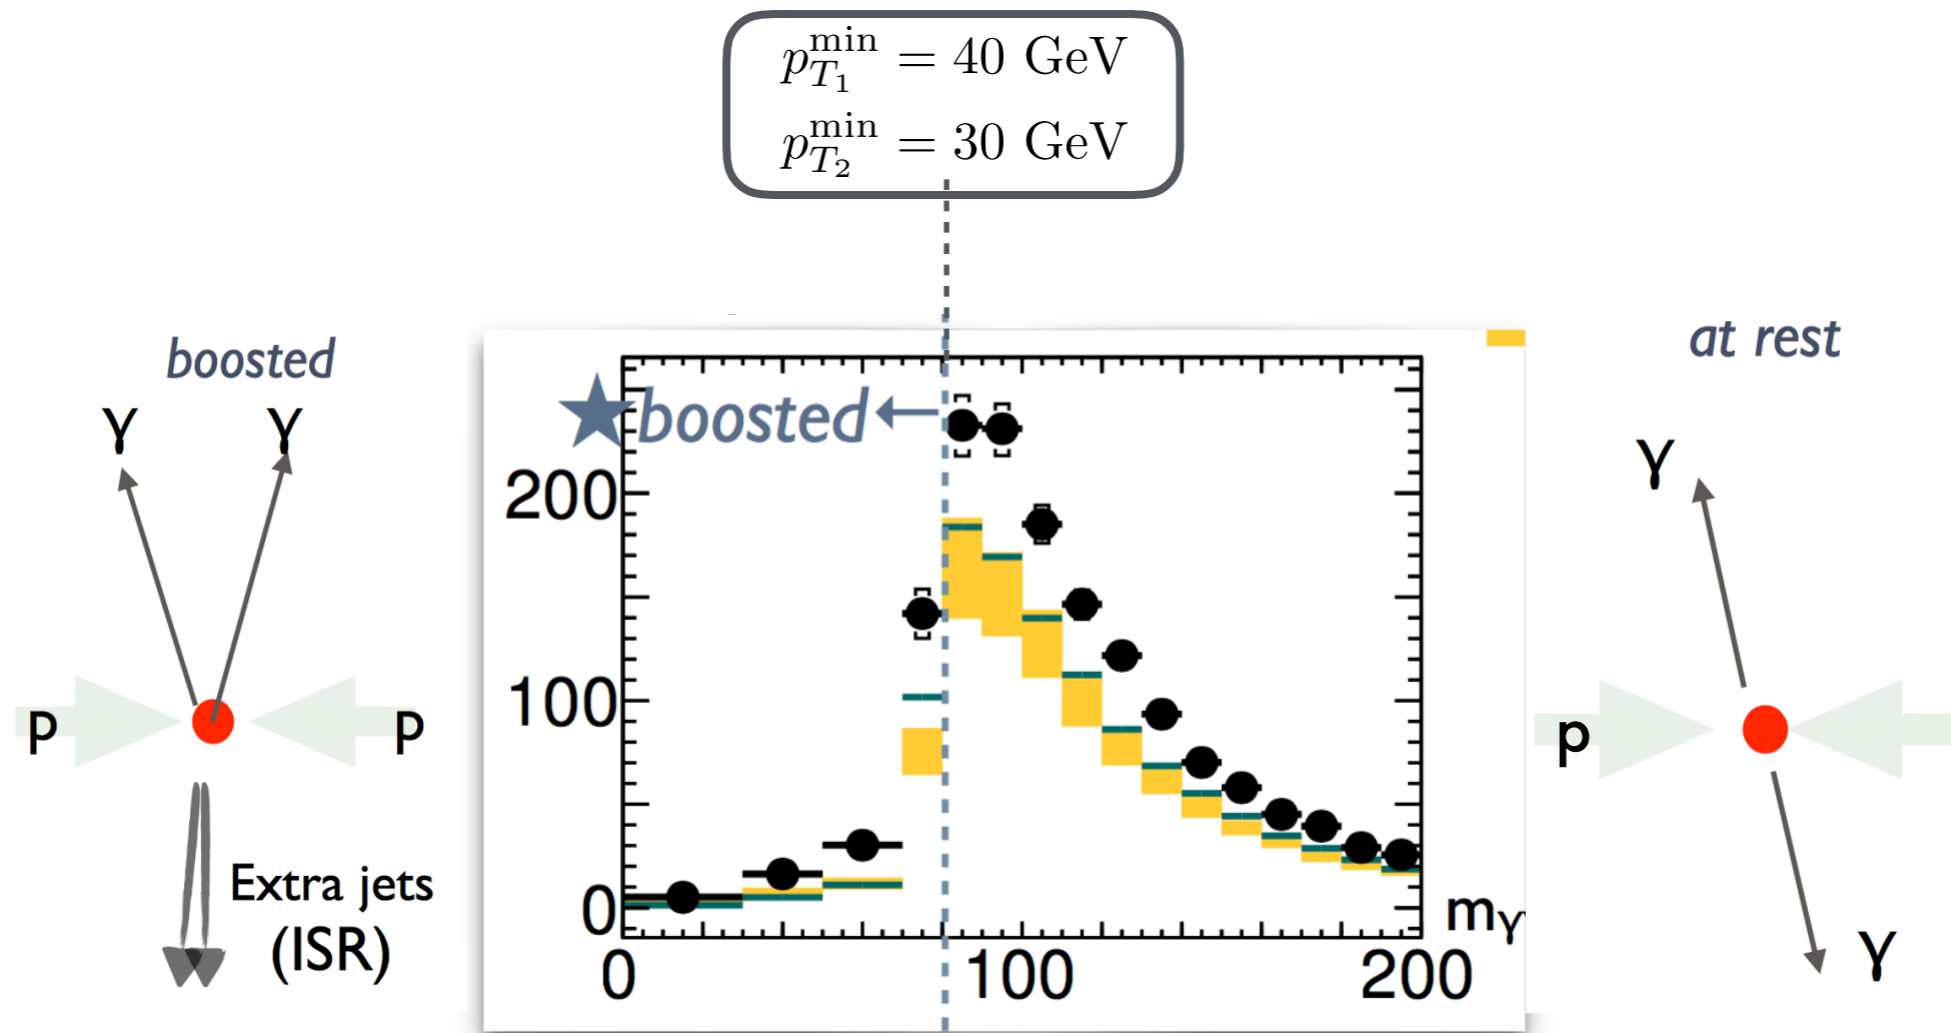 p_{T_1}^{min} = 40 GeV
p_{T_2}^{min} = 30 GeV
boosted
γ γ
p p
Extra jets
(ISR)
★boosted
200
100
0
0 100 200
mγ
at rest
γ
p
γ